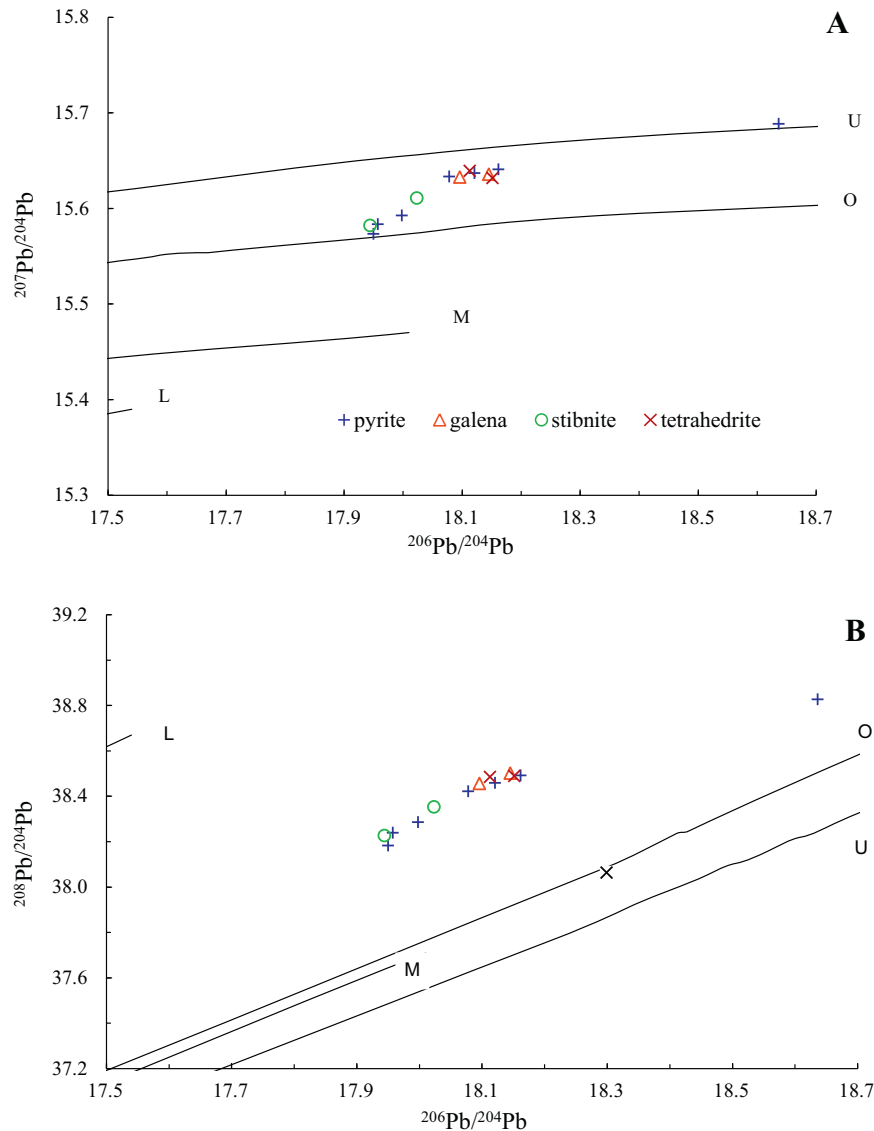 A
15.8
15.7
U
15.6
O
²⁰⁷Pb/²⁰⁴Pb
15.5
M
15.4
L
pyrite galena stibnite tetrahedrite
15.3
17.5 17.7 17.9 18.1 18.3 18.5 18.7
²⁰⁶Pb/²⁰⁴Pb
B
39.2
38.8
L
O
38.4
U
²⁰⁸Pb/²⁰⁴Pb
38.0
M
37.6
37.2
17.5 17.7 17.9 18.1 18.3 18.5 18.7
²⁰⁶Pb/²⁰⁴Pb